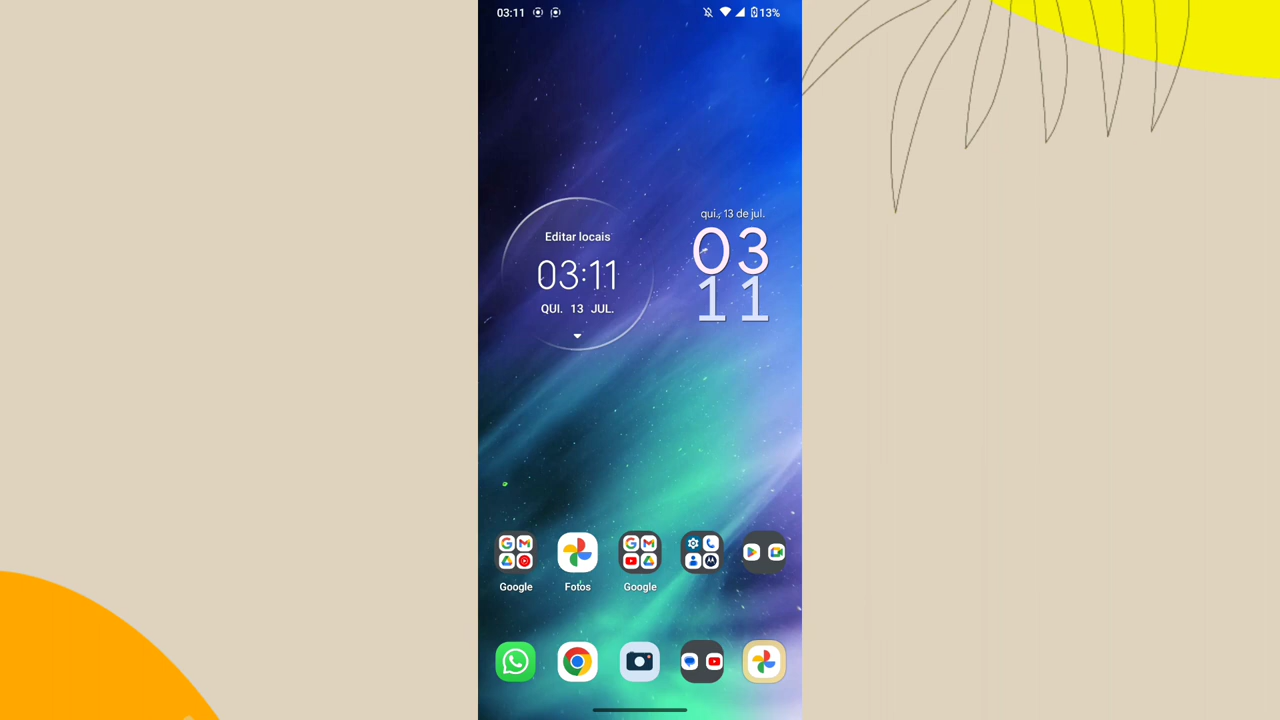 03:11
13%
Editar locais
03:11
QUI. 13 JUL.
qui., 13 de jul.
03
11
Google
Fotos
Google